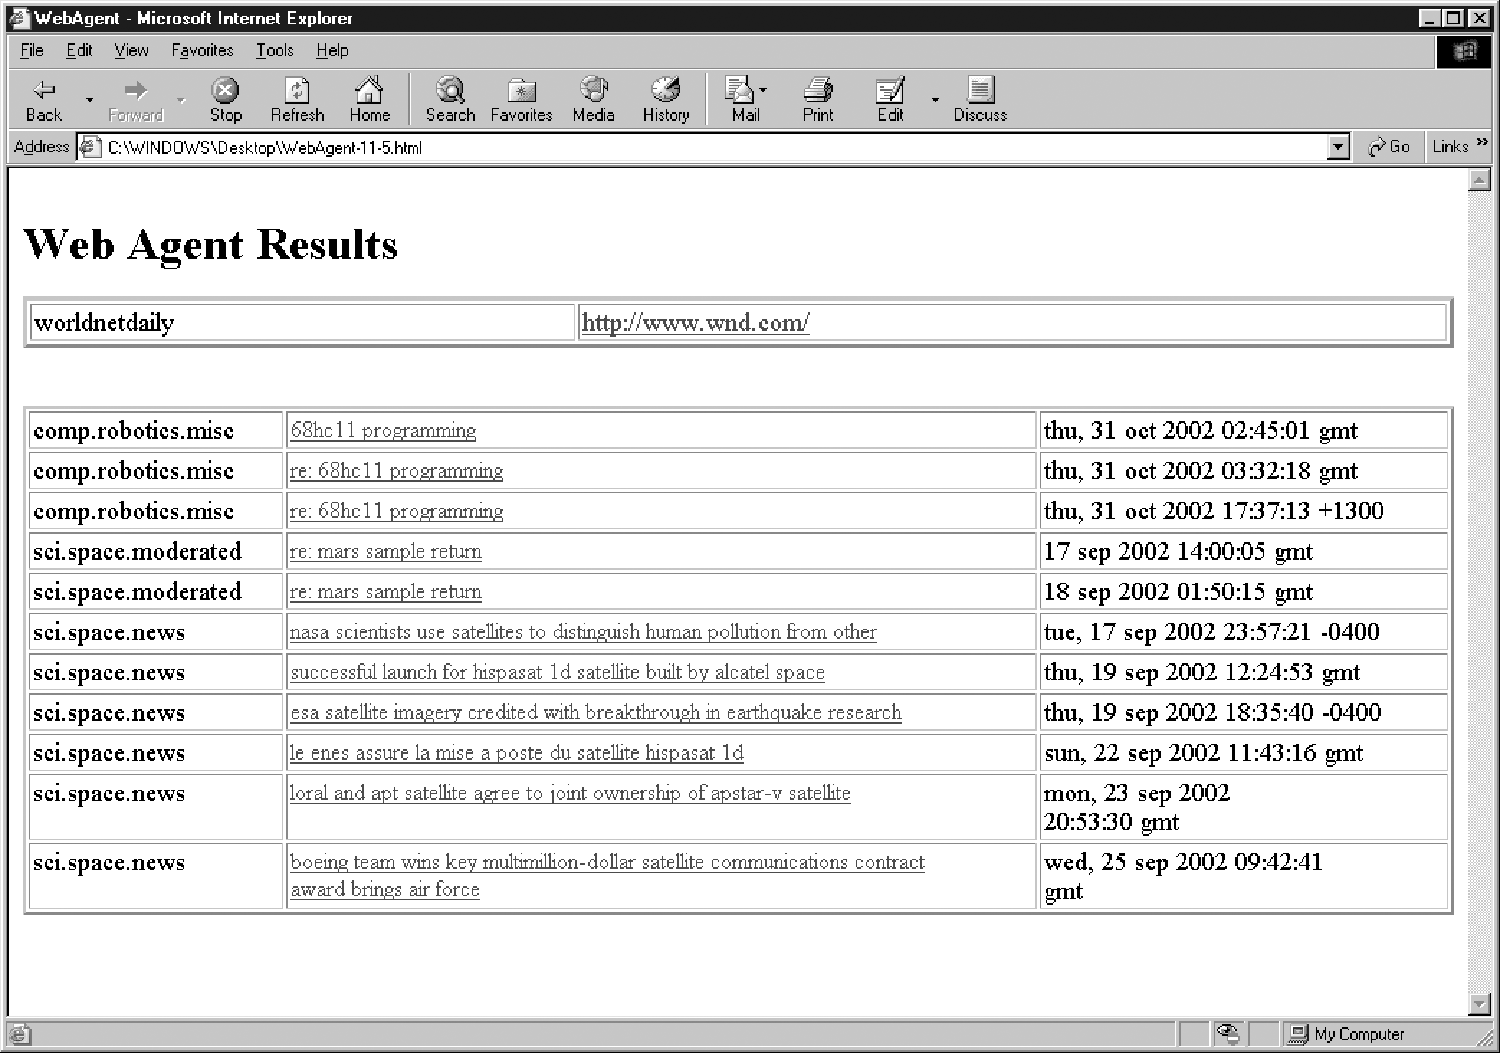 WebAgent - Microsoft Internet Explorer
File Edit View Favorites Tools Help
Back Forward Stop Refresh Home Search Favorites Media History Mail Print Edit Discuss
Address C:\WINDOWS\Desktop\WebAgent-11-5.html Go Links »
Web Agent Results
worldnetdaily http://www.wnd.com/
comp.robotics.misc 68hc11 programming thu, 31 oct 2002 02:45:01 gmt
comp.robotics.misc re: 68hc11 programming thu, 31 oct 2002 03:32:18 gmt
comp.robotics.misc re: 68hc11 programming thu, 31 oct 2002 17:37:13 +1300
sci.space.moderated re: mars sample return 17 sep 2002 14:00:05 gmt
sci.space.moderated re: mars sample return 18 sep 2002 01:50:15 gmt
sci.space.news nasa scientists use satellites to distinguish human pollution from other tue, 17 sep 2002 23:57:21 -0400
sci.space.news successful launch for hispasat 1d satellite built by alcatel space thu, 19 sep 2002 12:24:53 gmt
sci.space.news esa satellite imagery credited with breakthrough in earthquake research thu, 19 sep 2002 18:35:40 -0400
sci.space.news le enes assure la mise a poste du satellite hispasat 1d sun, 22 sep 2002 11:43:16 gmt
sci.space.news loral and apt satellite agree to joint ownership of apstar-v satellite mon, 23 sep 2002
20:53:30 gmt
sci.space.news boeing team wins key multimillion-dollar satellite communications contract wed, 25 sep 2002 09:42:41
award brings air force gmt
My Computer